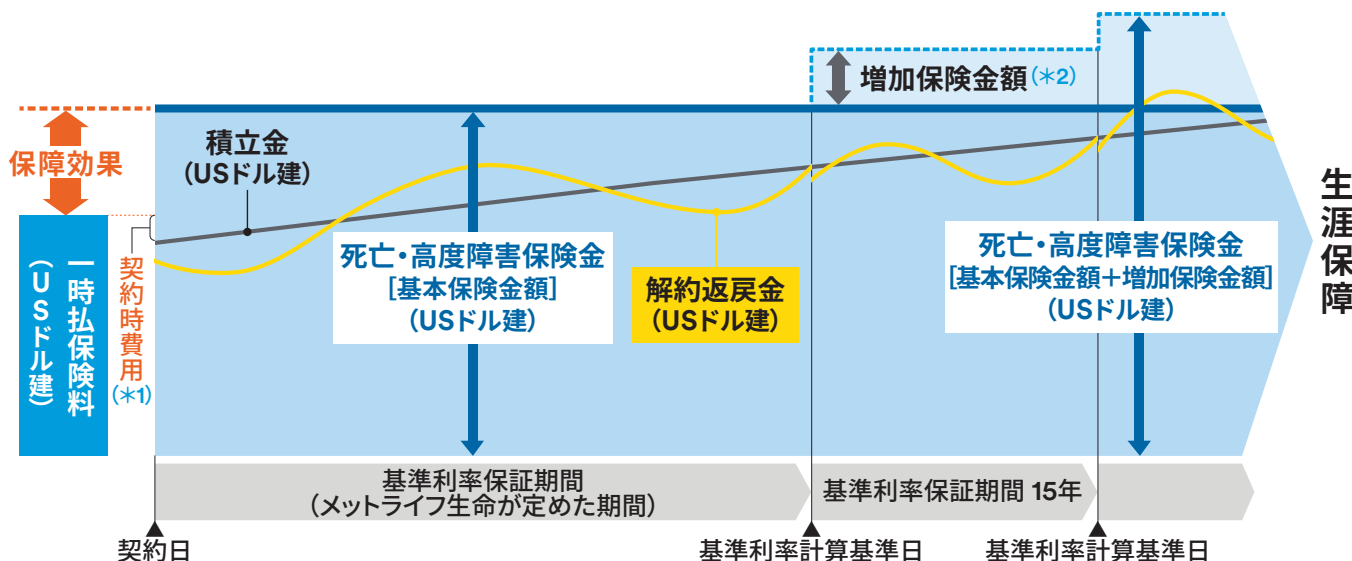 増加保険金額(＊2)
保障効果
積立金
(USドル建)
一時払保険料
(USドル建)
契約時費用
(＊1)
死亡・高度障害保険金
[基本保険金額]
(USドル建)
解約返戻金
(USドル建)
死亡・高度障害保険金
[基本保険金額＋増加保険金額]
(USドル建)
生涯保障
基準利率保証期間
(メットライフ生命が定めた期間)
基準利率保証期間 15年
契約日
基準利率計算基準日
基準利率計算基準日